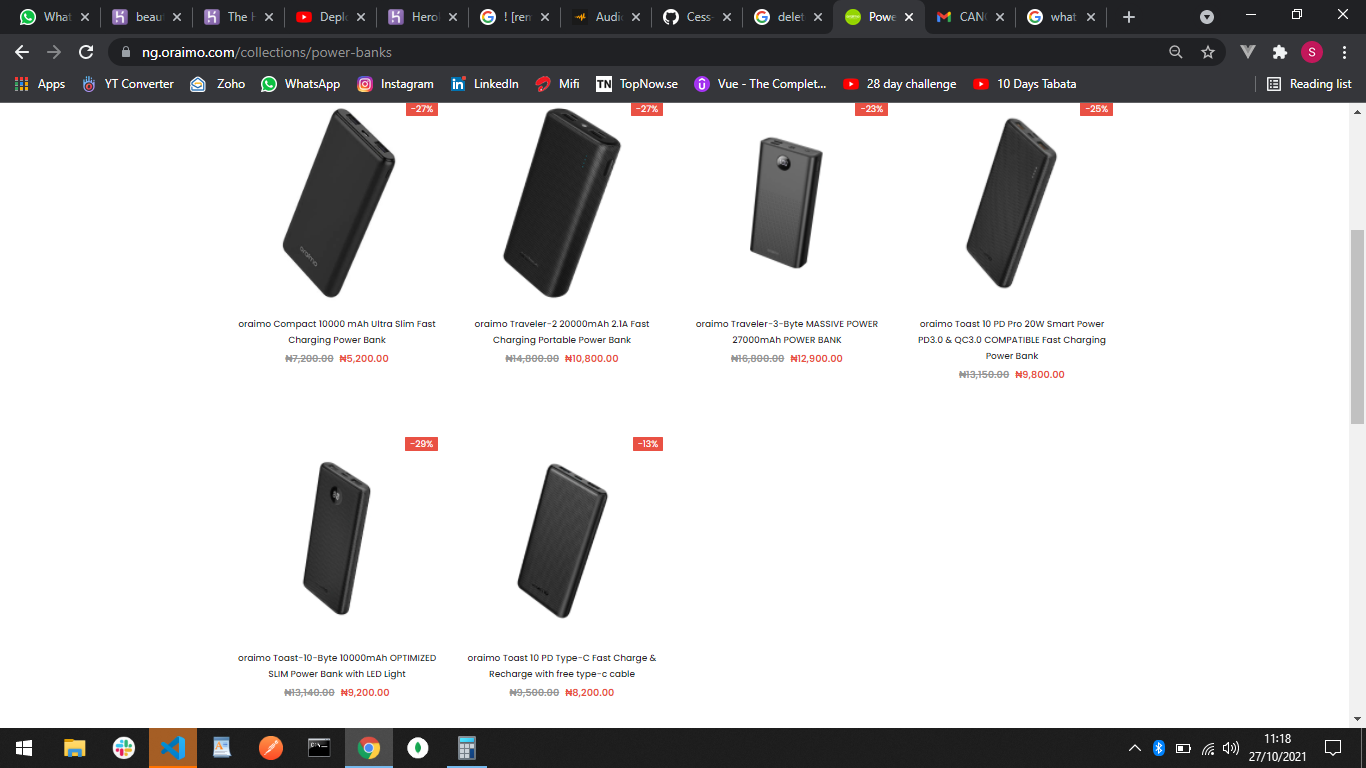 What
beau
The H
Deplo
Herol
! [ren
Audic
Cess-
delet
Powe
CANC
what
ng.oraimo.com/collections/power-banks
S
Apps
YT Converter
Zoho
WhatsApp
Instagram
LinkedIn
Mifi
TN TopNow.se
Vue - The Complet...
28 day challenge
10 Days Tabata
Reading list
-27%
-27%
-23%
-25%
oraimo
oraimo Compact 10000 mAh Ultra Slim Fast
Charging Power Bank
₦7,200.00 ₦5,200.00
oraimo Traveler-2 20000mAh 2.1A Fast
Charging Portable Power Bank
₦14,800.00 ₦10,800.00
oraimo Traveler-3-Byte MASSIVE POWER
27000mAh POWER BANK
₦16,800.00 ₦12,900.00
oraimo Toast 10 PD Pro 20W Smart Power
PD3.0 & QC3.0 COMPATIBLE Fast Charging
Power Bank
₦13,150.00 ₦9,800.00
-29%
-13%
oraimo Toast-10-Byte 10000mAh OPTIMIZED
SLIM Power Bank with LED Light
₦13,140.00 ₦9,200.00
oraimo Toast 10 PD Type-C Fast Charge &
Recharge with free type-c cable
₦9,500.00 ₦8,200.00
11:18
27/10/2021